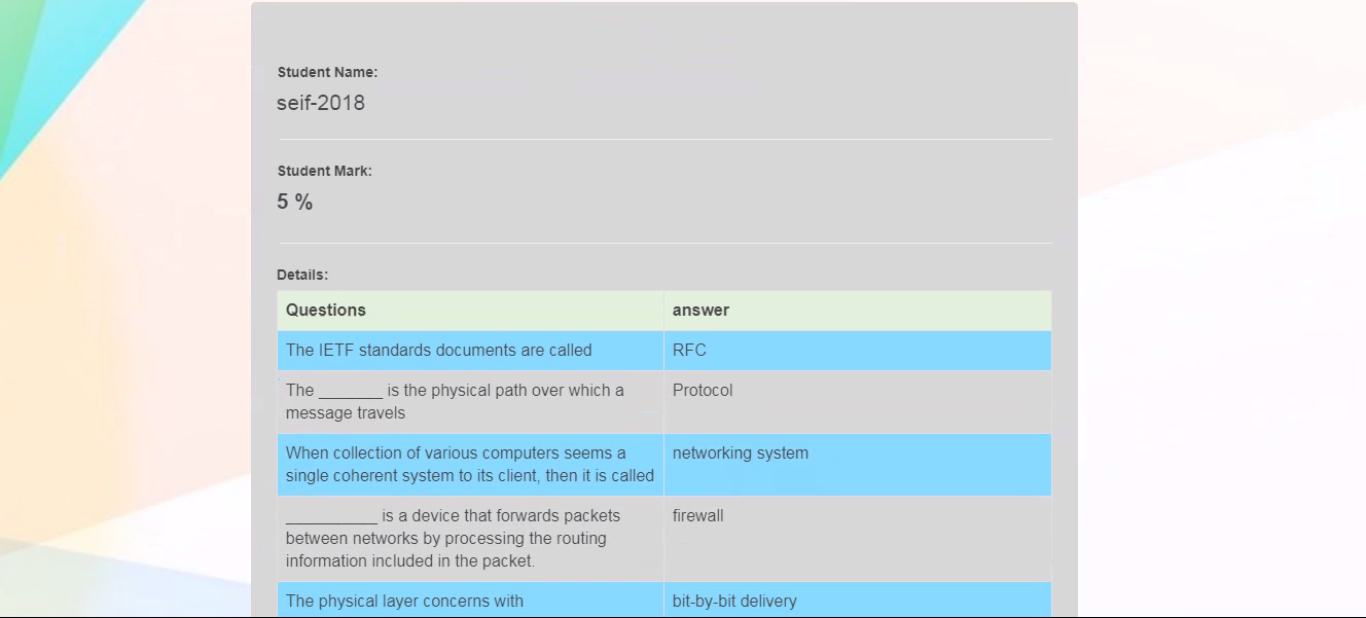 Student Name:
seif-2018
Student Mark:
5 %
Details:
Questions answer
The IETF standards documents are called RFC
The _______ is the physical path over which a Protocol
message travels
When collection of various computers seems a networking system
single coherent system to its client, then it is called
__________ is a device that forwards packets firewall
between networks by processing the routing
information included in the packet.
The physical layer concerns with bit-by-bit delivery